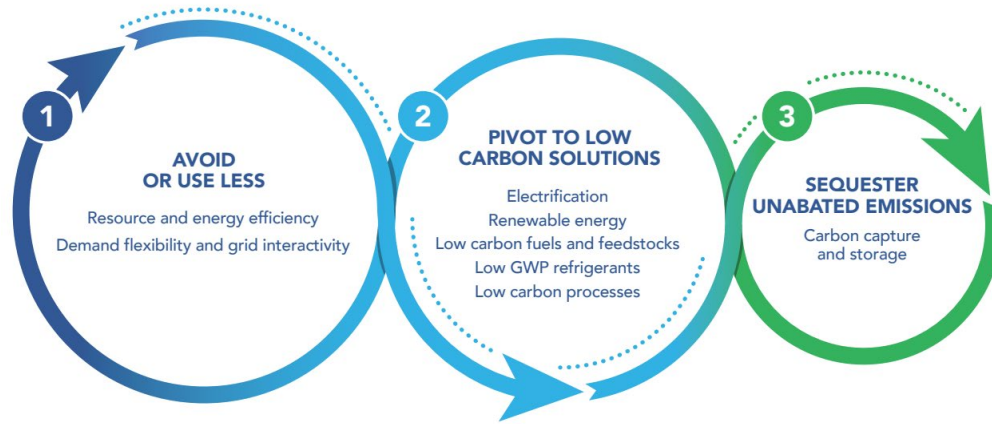 1
AVOID
OR USE LESS
Resource and energy efficiency
Demand flexibility and grid interactivity
2
PIVOT TO LOW
CARBON SOLUTIONS
Electrification
Renewable energy
Low carbon fuels and feedstocks
Low GWP refrigerants
Low carbon processes
3
SEQUESTER
UNABATED EMISSIONS
Carbon capture
and storage